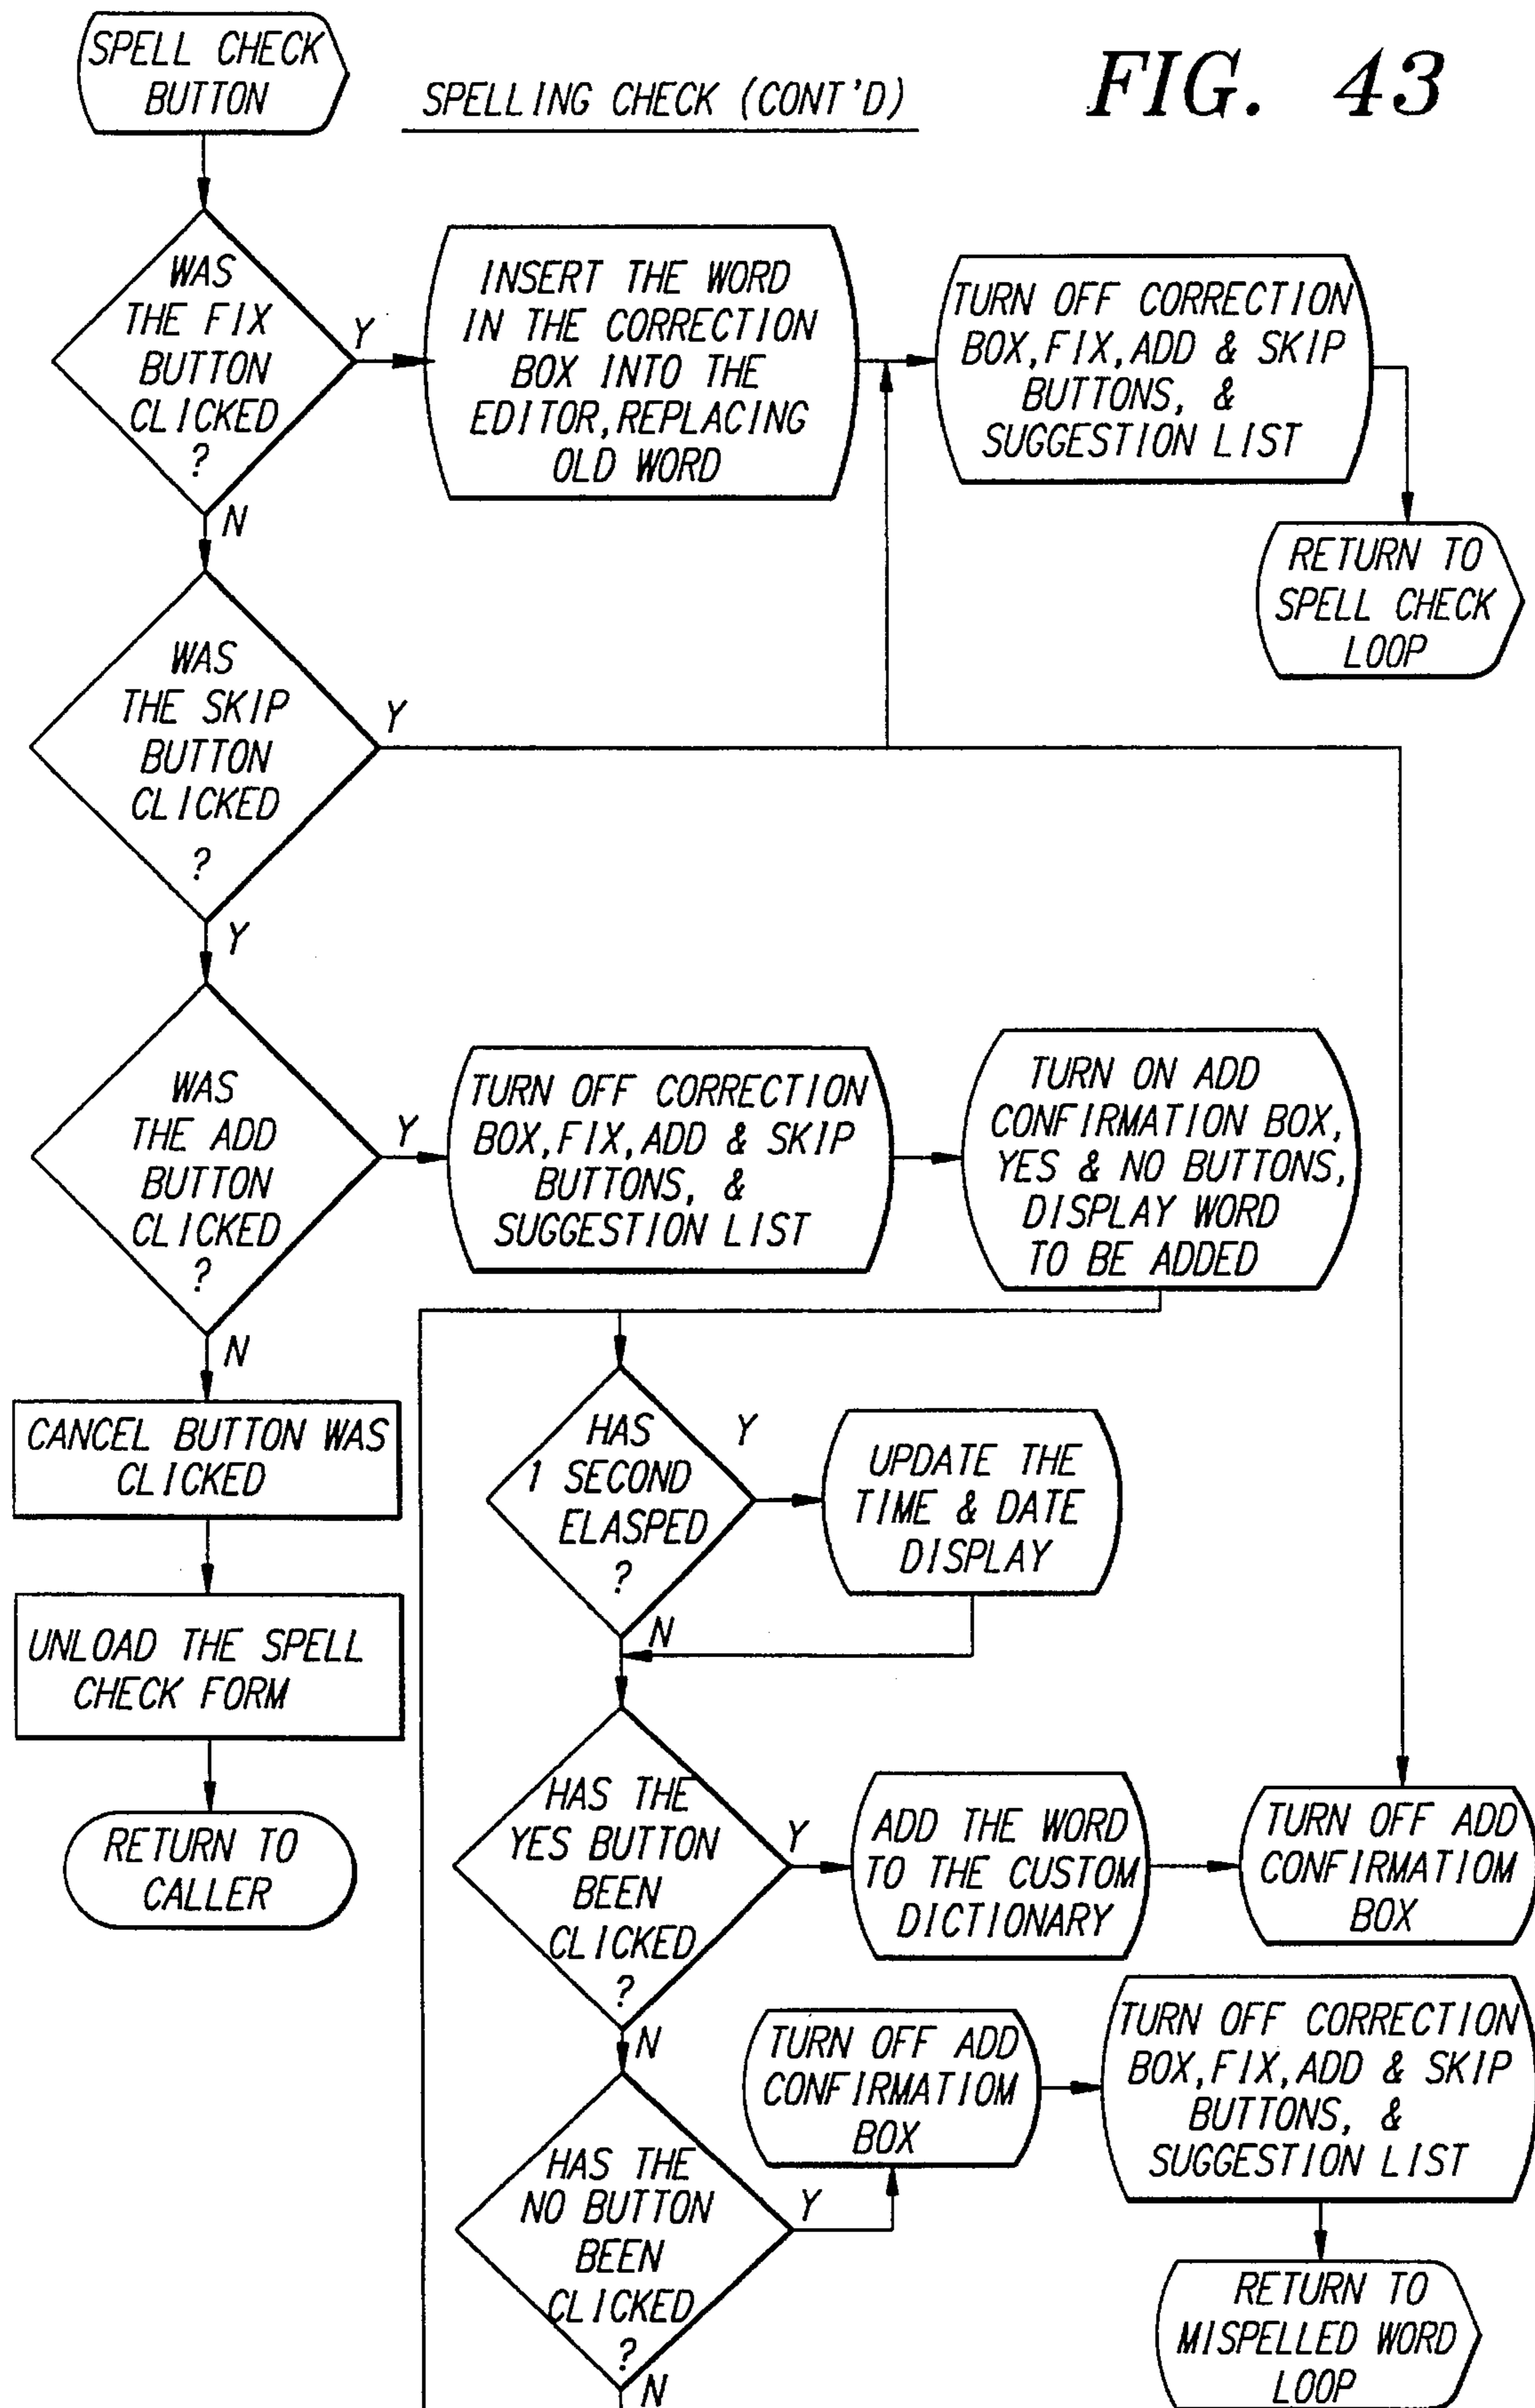 SPELL CHECK
BUTTON
SPELLING CHECK (CONT'D)
FIG. 43
WAS
THE FIX
BUTTON
CLICKED
?
Y
N
INSERT THE WORD
IN THE CORRECTION
BOX INTO THE
EDITOR, REPLACING
OLD WORD
TURN OFF CORRECTION
BOX, FIX, ADD & SKIP
BUTTONS, &
SUGGESTION LIST
RETURN TO
SPELL CHECK
LOOP
WAS
THE SKIP
BUTTON
CLICKED
?
Y
Y
WAS
THE ADD
BUTTON
CLICKED
?
Y
N
TURN OFF CORRECTION
BOX, FIX, ADD & SKIP
BUTTONS, &
SUGGESTION LIST
TURN ON ADD
CONFIRMATION BOX,
YES & NO BUTTONS,
DISPLAY WORD
TO BE ADDED
CANCEL BUTTON WAS
CLICKED
UNLOAD THE SPELL
CHECK FORM
RETURN TO
CALLER
HAS
1 SECOND
ELASPED
?
Y
N
UPDATE THE
TIME & DATE
DISPLAY
HAS THE
YES BUTTON
BEEN
CLICKED
?
Y
N
ADD THE WORD
TO THE CUSTOM
DICTIONARY
TURN OFF ADD
CONFIRMATIOM
BOX
HAS THE
NO BUTTON
BEEN
CLICKED
?
Y
N
TURN OFF ADD
CONFIRMATIOM
BOX
TURN OFF CORRECTION
BOX, FIX, ADD & SKIP
BUTTONS, &
SUGGESTION LIST
RETURN TO
MISPELLED WORD
LOOP